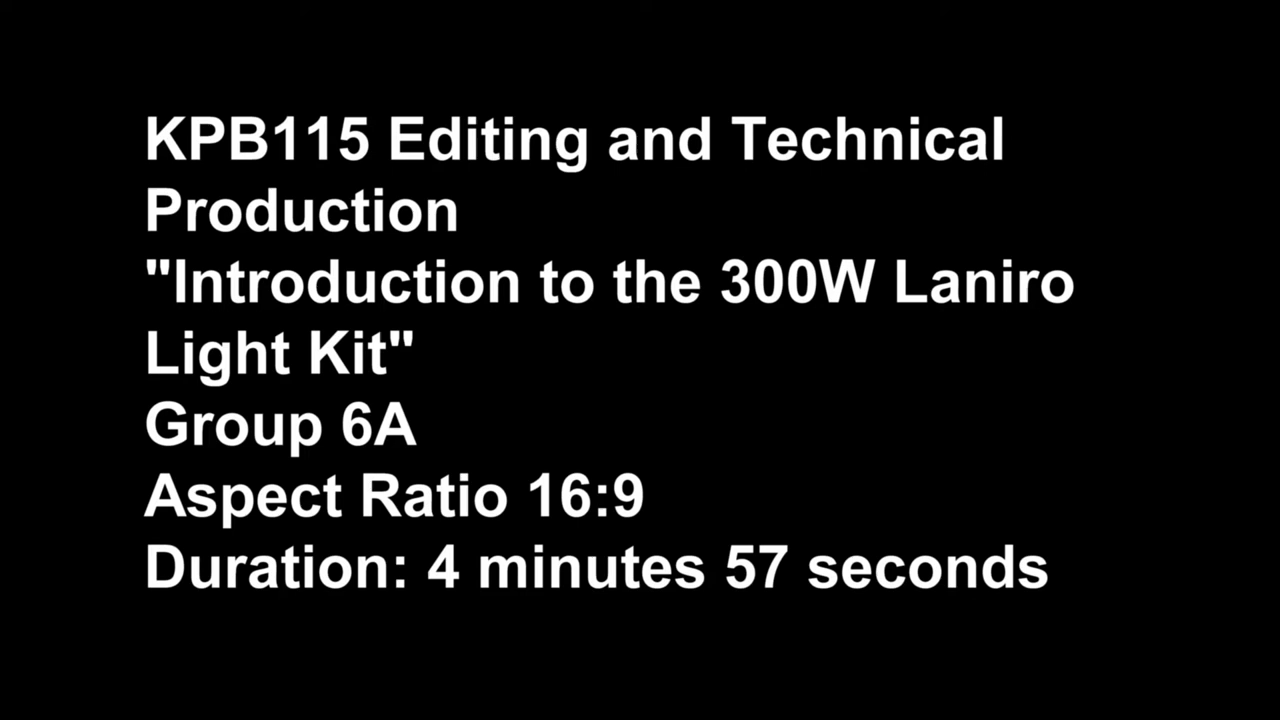 KPB115 Editing and Technical
Production
"Introduction to the 300W Laniro
Light Kit"
Group 6A
Aspect Ratio 16:9
Duration: 4 minutes 57 seconds